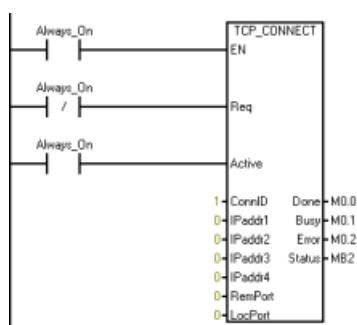 Always_On
TCP_CONNECT
EN
Always_On
/
Req
Always_On
Active
1 ConnID Done M0.0
0 IPaddr1 Busy M0.1
0 IPaddr2 Error M0.2
0 IPaddr3 Status MB2
0 IPaddr4
0 RemPort
0 LocPort